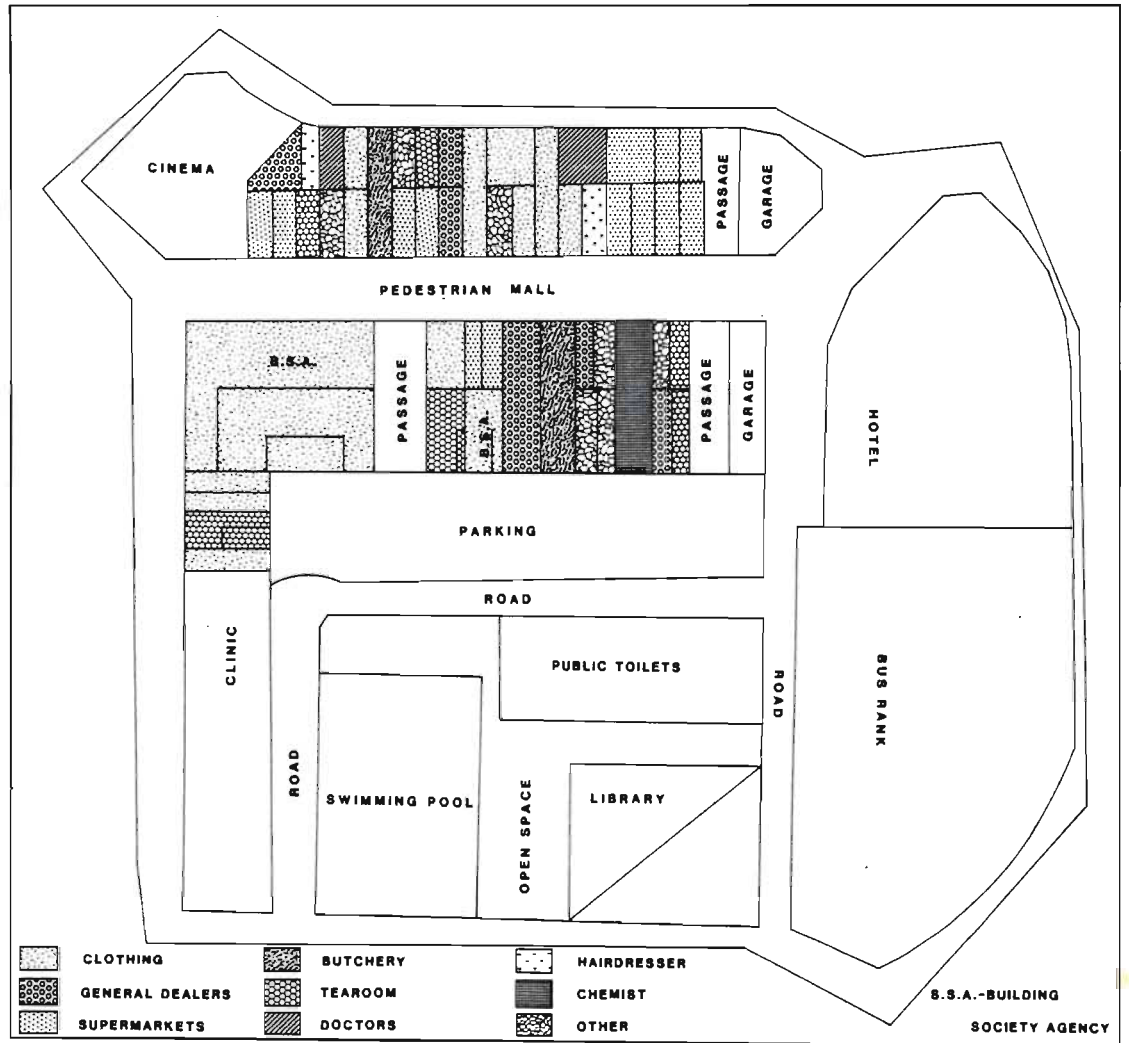 CINEMA
PASSAGE
GARAGE
PEDESTRIAN MALL
B.S.A.
PASSAGE
B.S.A.
PASSAGE
GARAGE
HOTEL
PARKING
ROAD
CLINIC
PUBLIC TOILETS
ROAD
BUS RANK
ROAD
SWIMMING POOL
OPEN SPACE
LIBRARY
CLOTHING
BUTCHERY
HAIRDRESSER
GENERAL DEALERS
TEAROOM
CHEMIST
B.S.A.-BUILDING
SUPERMARKETS
DOCTORS
OTHER
SOCIETY AGENCY